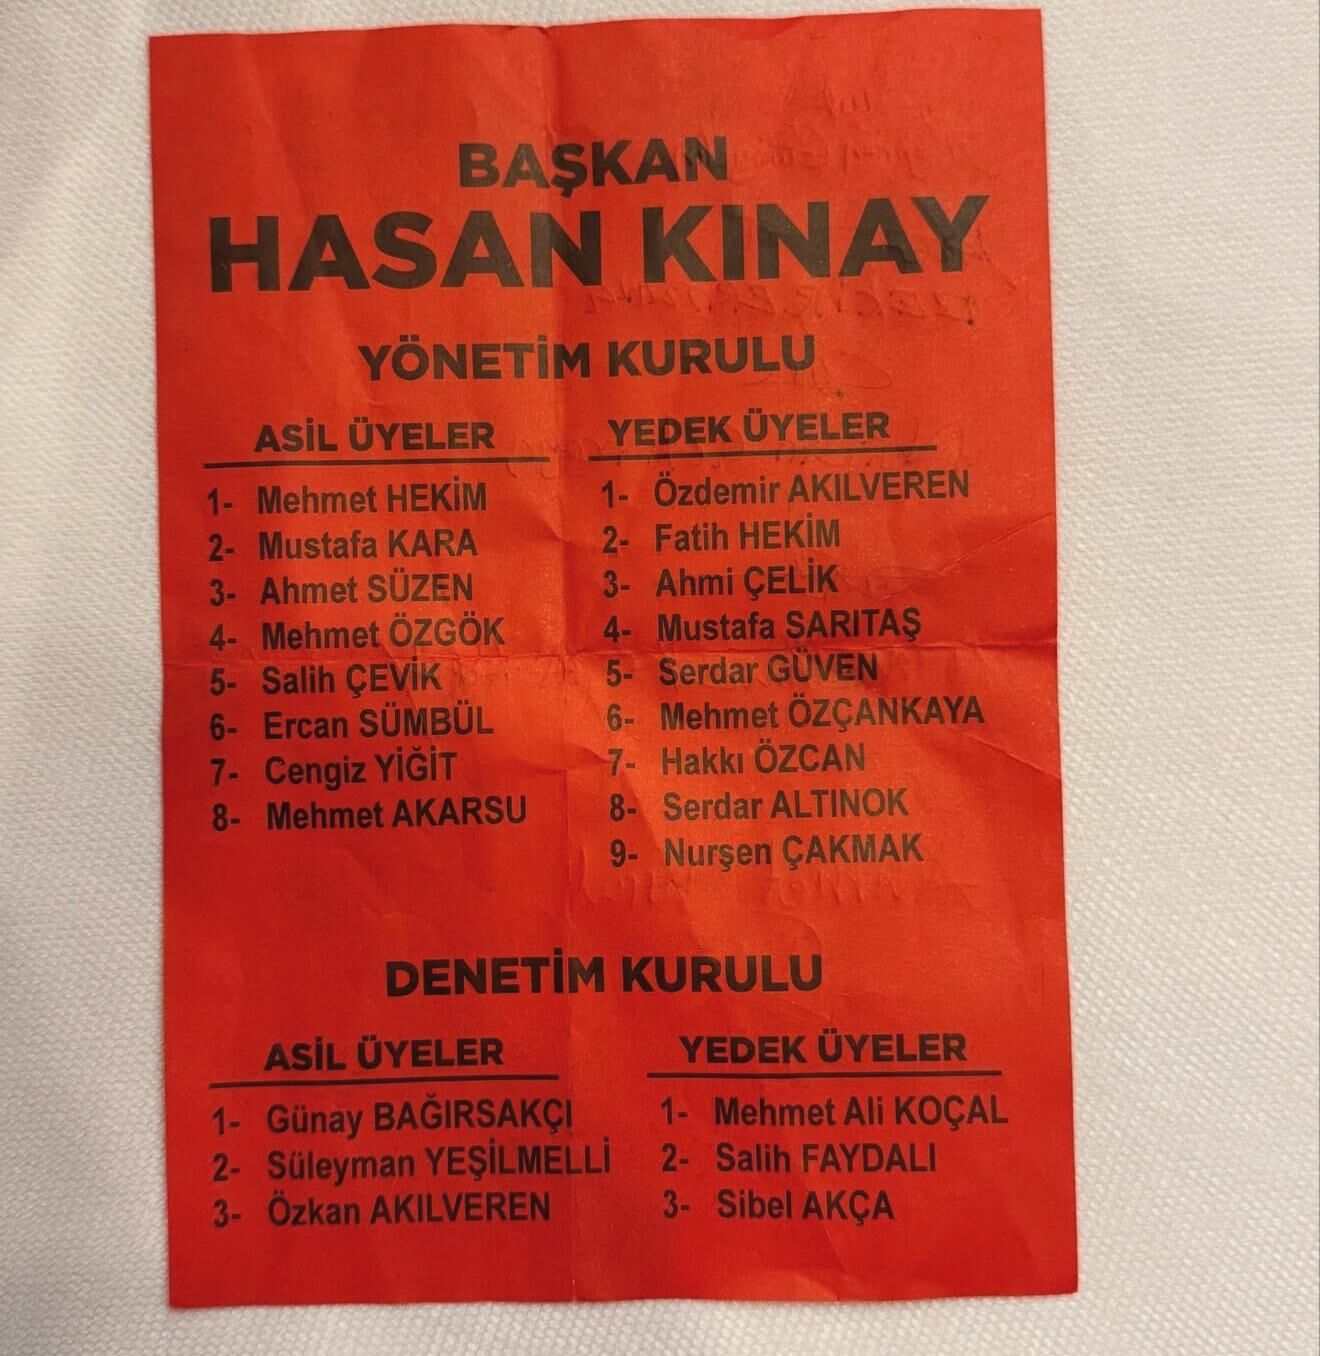 BAŞKAN
HASAN KINAY
YÖNETİM KURULU
ASİL ÜYELER
1- Mehmet HEKİM
2- Mustafa KARA
3- Ahmet SÜZEN
4- Mehmet ÖZGÖK
5- Salih ÇEVİK
6- Ercan SÜMBÜL
7- Cengiz YİĞİT
8- Mehmet AKARSU
YEDEK ÜYELER
1- Özdemir AKILVEREN
2- Fatih HEKİM
3- Ahmi ÇELİK
4- Mustafa SARITAŞ
5- Serdar GÜVEN
6- Mehmet ÖZÇANKAYA
7- Hakkı ÖZCAN
8- Serdar ALTINOK
9- Nurşen ÇAKMAK
DENETİM KURULU
ASİL ÜYELER
1- Günay BAĞIRSAKÇI
2- Süleyman YEŞİLMELLİ
3- Özkan AKILVEREN
YEDEK ÜYELER
1- Mehmet Ali KOÇAL
2- Salih FAYDALI
3- Sibel AKÇA